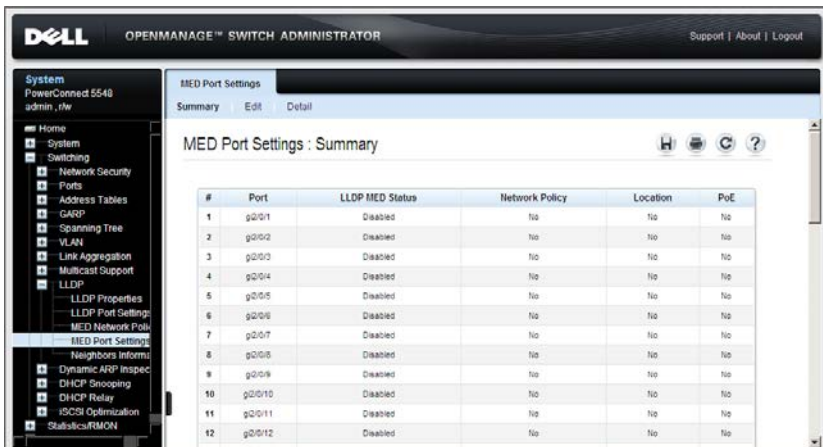 DELL OPENMANAGE™ SWITCH ADMINISTRATOR Support | About | Logout
System
PowerConnect 5548
admin , r/w
Home
System
Switching
Network Security
Ports
Address Tables
GARP
Spanning Tree
VLAN
Link Aggregation
Multicast Support
LLDP
LLDP Properties
LLDP Port Settings
MED Network Poli
MED Port Settings
Neighbors Informa
Dynamic ARP Inspec
DHCP Snooping
DHCP Relay
iSCSI Optimization
Statistics/RMON
MED Port Settings
Summary Edit Detail
MED Port Settings : Summary
# Port LLDP MED Status Network Policy Location PoE
1 gi2/0/1 Disabled No No No
2 gi2/0/2 Disabled No No No
3 gi2/0/3 Disabled No No No
4 gi2/0/4 Disabled No No No
5 gi2/0/5 Disabled No No No
6 gi2/0/6 Disabled No No No
7 gi2/0/7 Disabled No No No
8 gi2/0/8 Disabled No No No
9 gi2/0/9 Disabled No No No
10 gi2/0/10 Disabled No No No
11 gi2/0/11 Disabled No No No
12 gi2/0/12 Disabled No No No